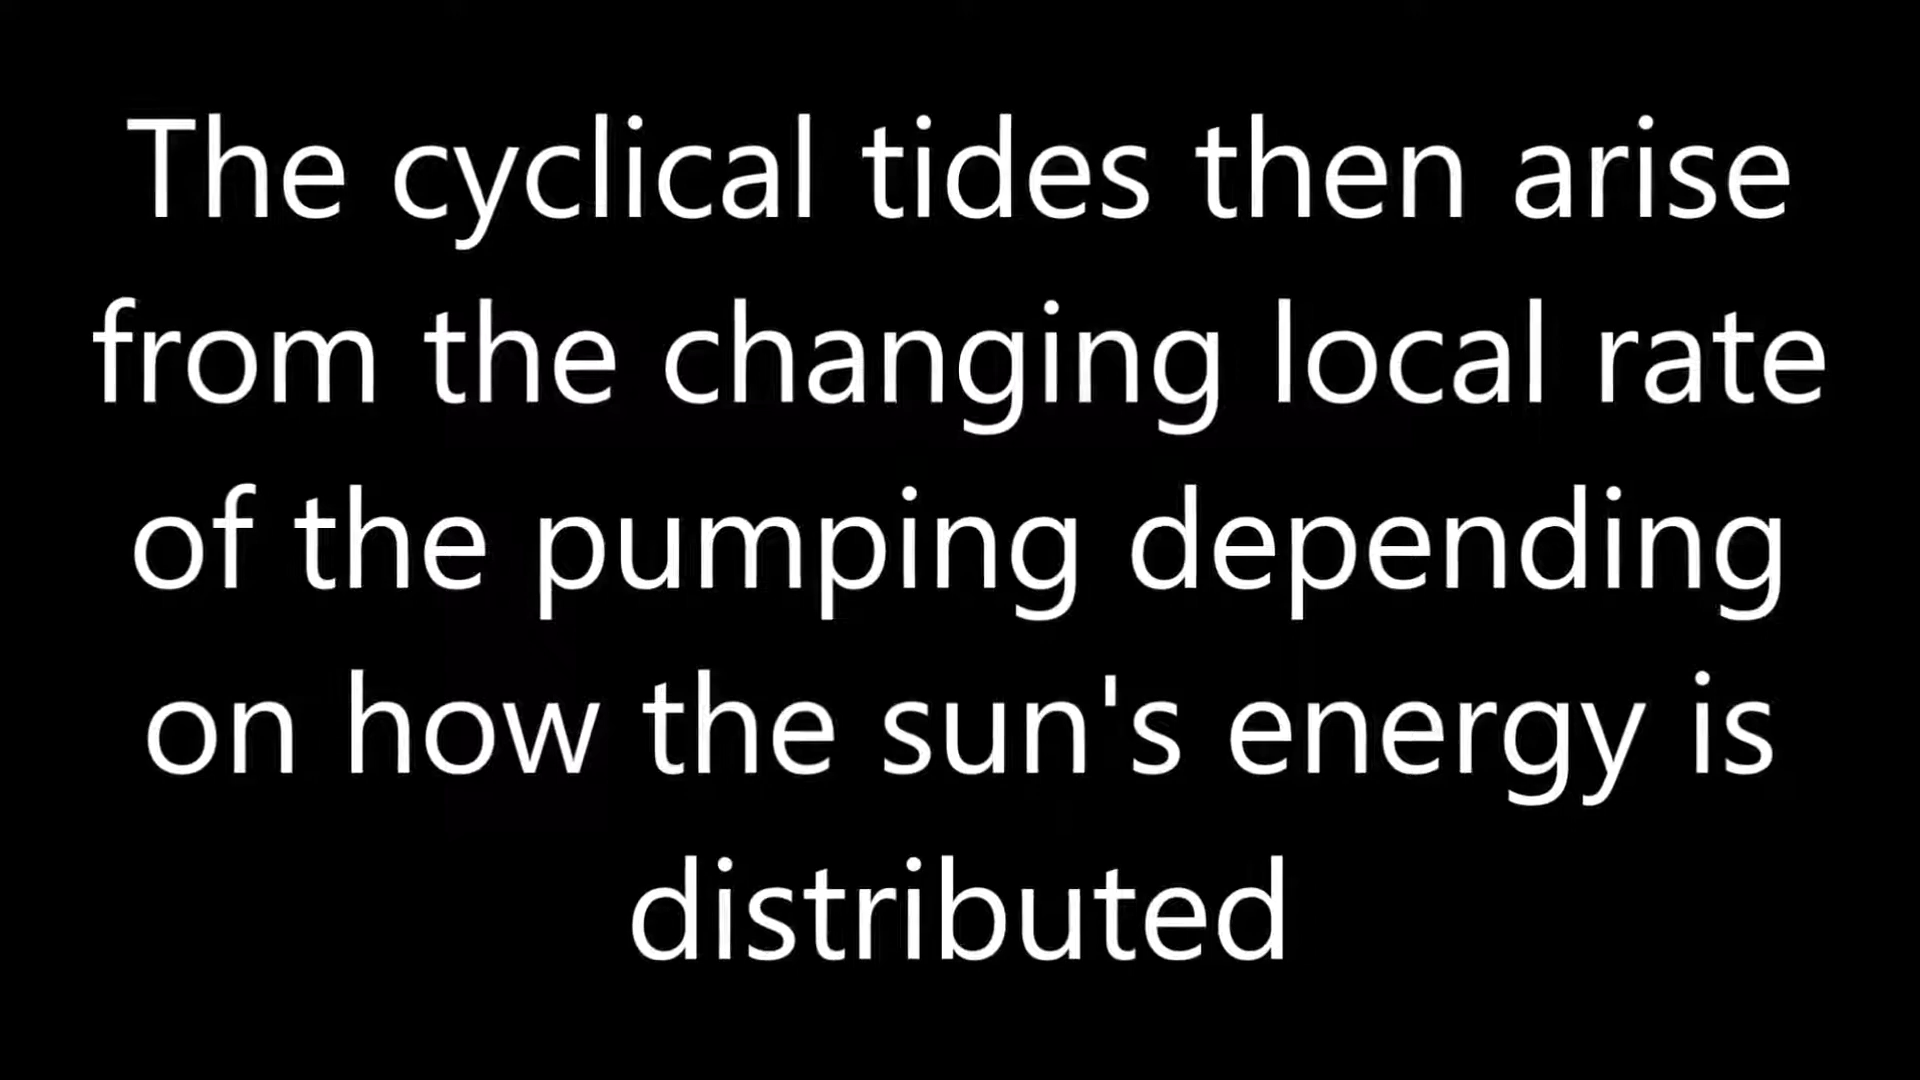 The cyclical tides then arise
from the changing local rate
of the pumping depending
on how the sun's energy is
distributed